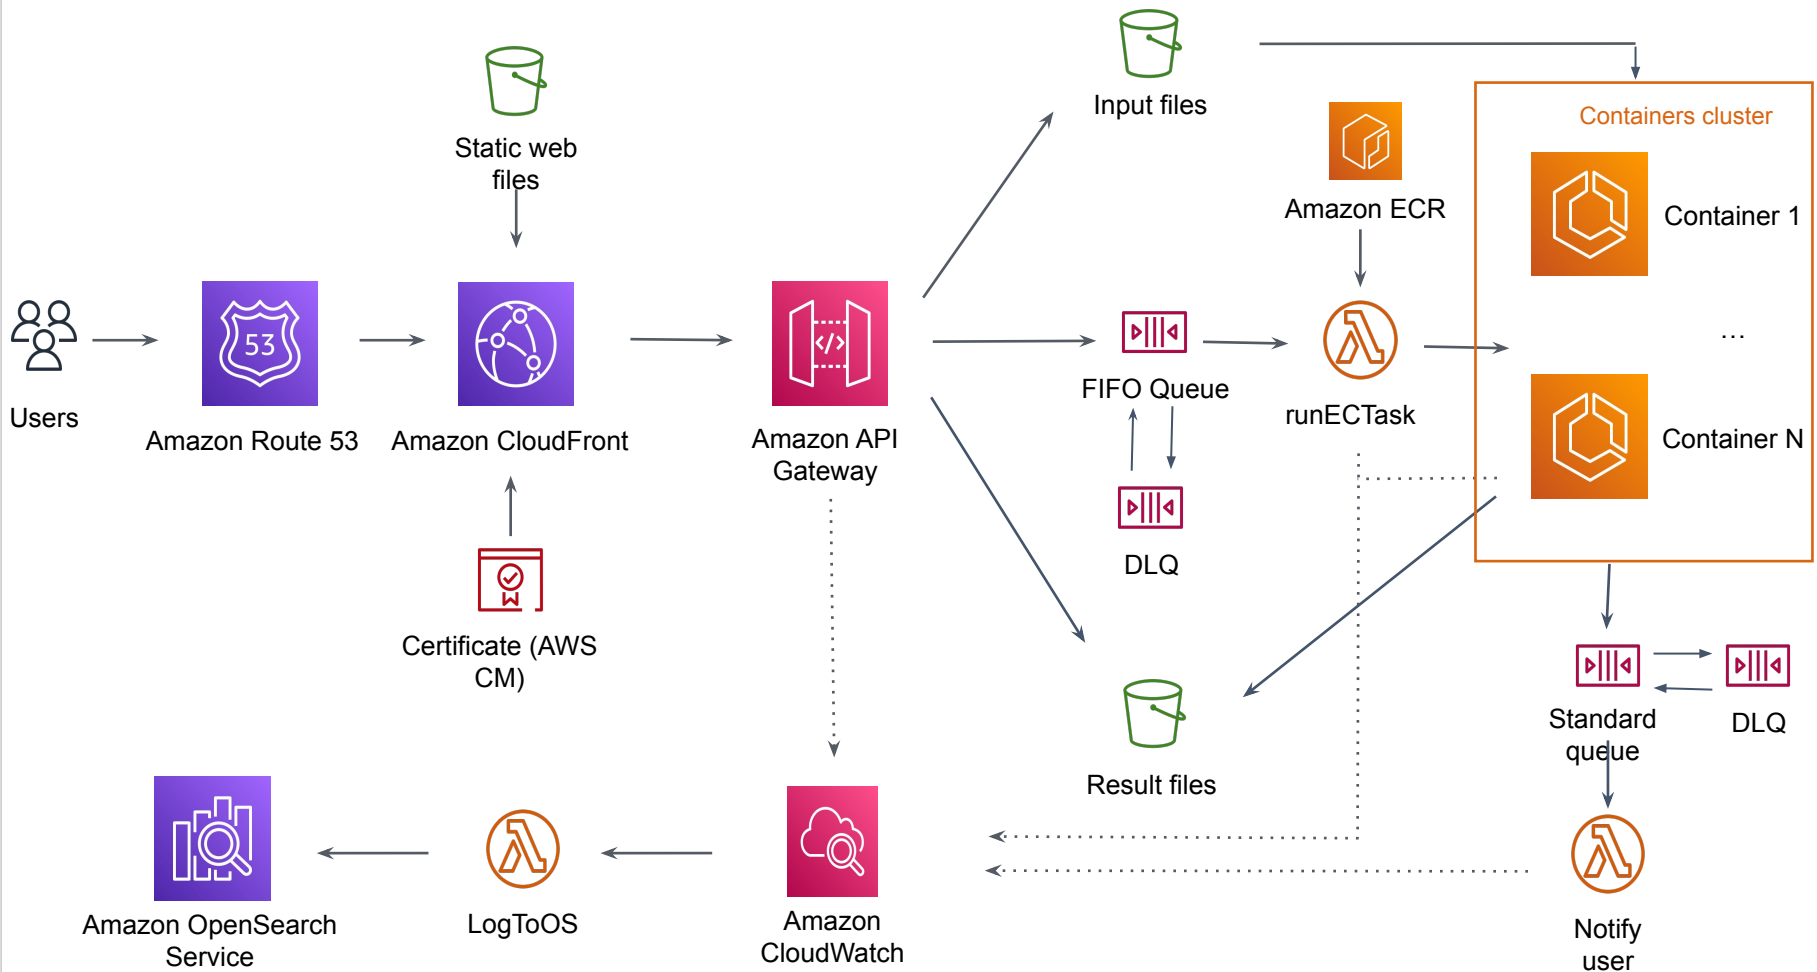 Input files
Containers cluster
Static web
files
Amazon ECR
Container 1
...
53
</>
Users
Amazon Route 53
Amazon CloudFront
Amazon API
Gateway
FIFO Queue
runECTask
Container N
DLQ
Certificate (AWS
CM)
Standard
queue
DLQ
Result files
Amazon OpenSearch
Service
LogToOS
Amazon
CloudWatch
Notify
user